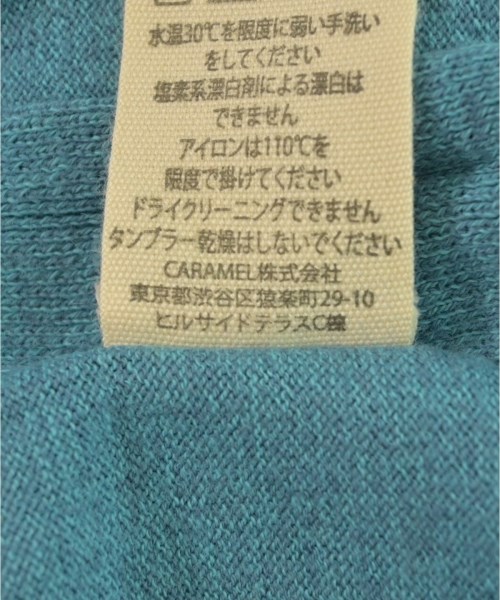 水温30℃を限度に弱い手洗い
をしてください
塩素系漂白剤による漂白は
できません
アイロンは110℃を
限度で掛けてください
ドライクリーニングできません
タンブラー乾燥はしないでください
CARAMEL株式会社
東京都渋谷区猿楽町29-10
ヒルサイドテラスC棟